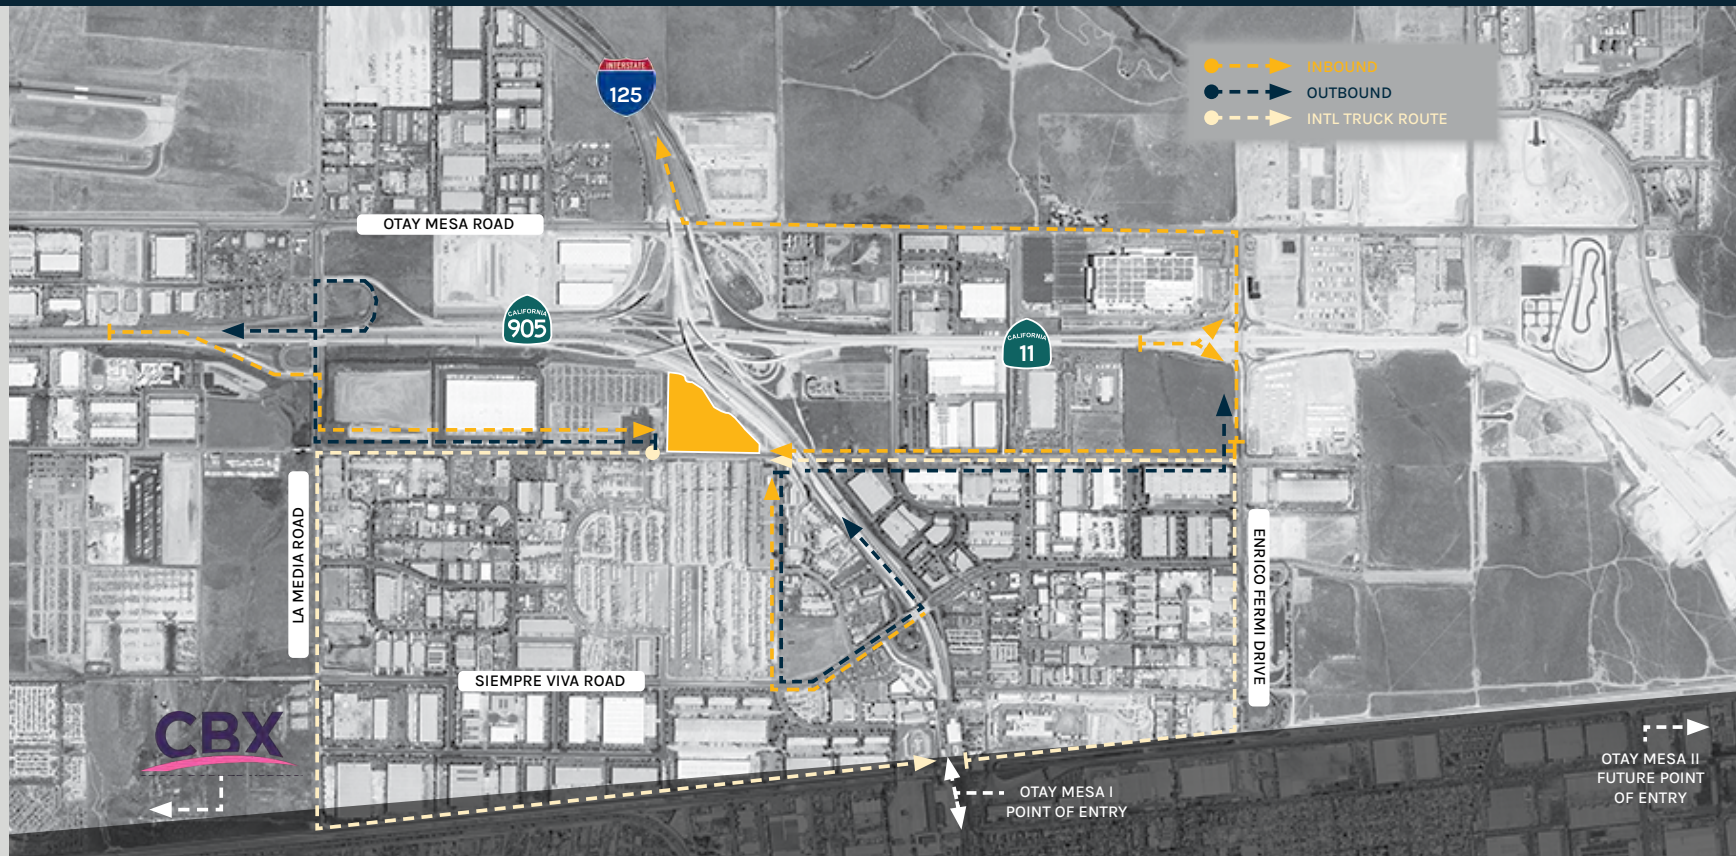 INTERSTATE
125
INBOUND
OUTBOUND
INTL TRUCK ROUTE
OTAY MESA ROAD
CALIFORNIA
905
CALIFORNIA
11
LA MEDIA ROAD
ENRICO FERMI DRIVE
SIEMPRE VIVA ROAD
CBX
OTAY MESA I
POINT OF ENTRY
OTAY MESA II
FUTURE POINT
OF ENTRY